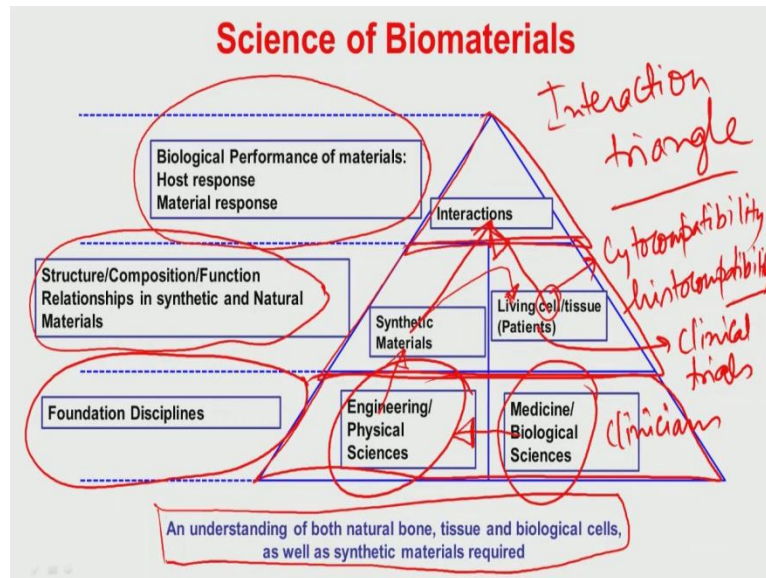 Science of Biomaterials
Interaction
triangle
Biological Performance of materials:
Host response
Material response
Interactions
Cytocompatibility
histocompatibili
Structure/Composition/Function
Relationships in synthetic and Natural
Materials
Synthetic
Materials
Living cell/tissue
(Patients)
Clinical
trials
Foundation Disciplines
Engineering/
Physical
Sciences
Medicine/
Biological
Sciences
Clinicians
An understanding of both natural bone, tissue and biological cells,
as well as synthetic materials required